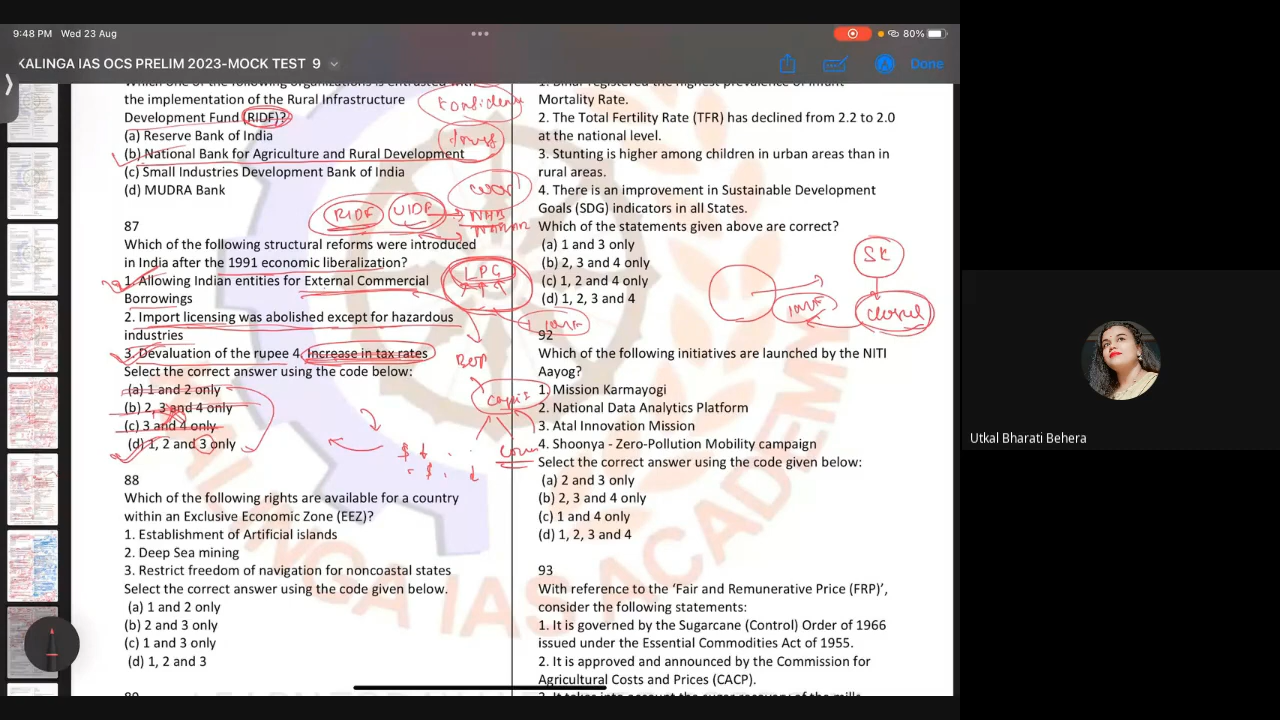 9:48 PM Wed 23 Aug
80%
KALINGA IAS OCS PRELIM 2023-MOCK TEST 9
Done
the implementation of the Rural Infrastructure
Development Fund (RIDF)?
(a) Reserve Bank of India
(b) National Bank for Agriculture and Rural Development
(c) Small Industries Development Bank of India
(d) MUDRA Bank
RIDF
UIDF
NHB
87
Which of the following structural reforms were introduced
in India after the 1991 economic liberalization?
1. Allowing Indian entities for External Commercial
Borrowings
2. Import licensing was abolished except for hazardous
industries
3. Devaluation of the rupee 4. Increase in tax rates
Select the correct answer using the code below:
(a) 1 and 2 only
(b) 2, 3 and 4 only
(c) 3 and 4 only
(d) 1, 2 and 3 only
LPG
IMF
BOP
88
Which of the following rights are available for a country
within an Exclusive Economic Zone (EEZ)?
1. Establishment of Artificial islands
2. Deep Sea mining
3. Restrict freedom of navigation for noncoastal states
Select the correct answer using the code given below.
(a) 1 and 2 only
(b) 2 and 3 only
(c) 1 and 3 only
(d) 1, 2 and 3
Mortality Rate.
2. The Total Fertility Rate (TFR) has declined from 2.2 to 2.0
at the national level.
3. Stunting is higher among children in urban areas than in
rural areas.
4. There is an improvement in Sustainable Development
Goals (SDG) indicators in all States.
Which of the statements given above are correct?
(a) 1 and 3 only
(b) 2, 3 and 4 only
(c) 1, 2 and 4 only
(d) 1, 2, 3 and 4
IMF
92
Which of the following initiatives are launched by the NITI
Aayog?
1. Mission Karmayogi
2. National Data Analytics Platform
3. Atal Innovation Mission
4. Shoonya - Zero-Pollution Mobility campaign
Select the correct answer using the code given below:
(a) 2 and 3 only
(b) 2, 3 and 4 only
(c) 1 and 4 only
(d) 1, 2, 3 and 4
93
With reference to the ‘Fair and Remunerative Price (FRP)’,
consider the following statements:
1. It is governed by the Sugarcane (Control) Order of 1966
issued under the Essential Commodities Act of 1955.
2. It is approved and announced by the Commission for
Agricultural Costs and Prices (CACP).
Utkal Bharati Behera